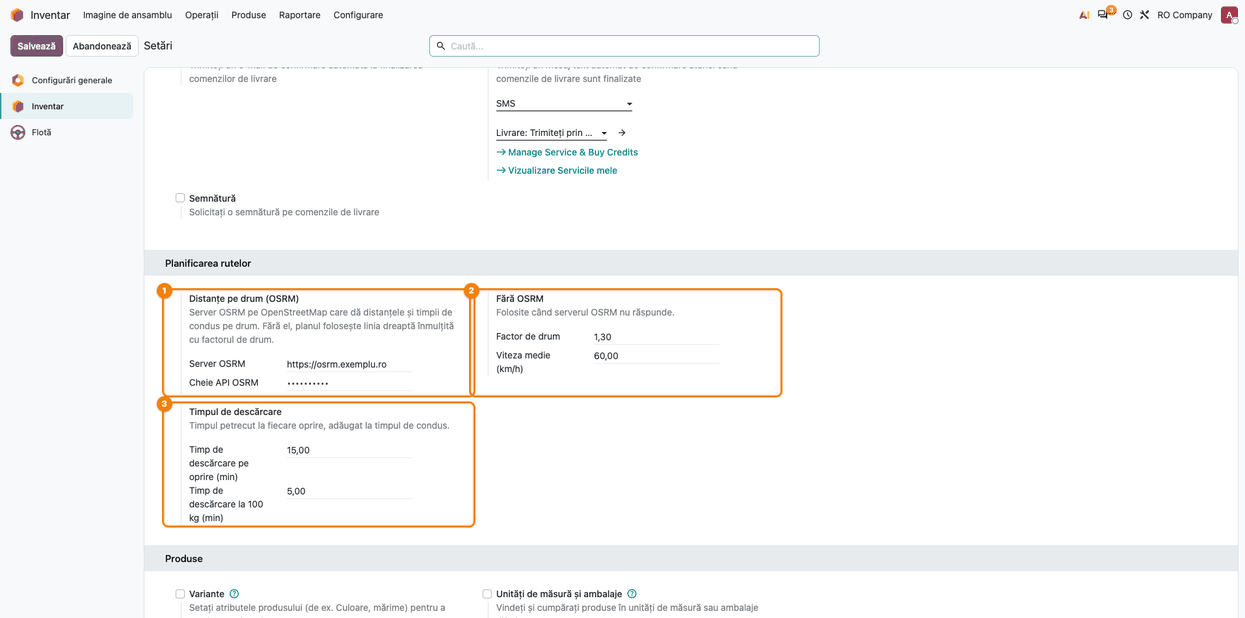 Inventar Imagine de ansamblu Operații Produse Raportare Configurare AI 3 RO Company A
Salvează Abandonează Setări Caută...
Configurări generale
Inventar
Flotă
comenzilor de livrare
comenzile de livrare sunt finalizate
SMS
Livrare: Trimiteți prin ...
Manage Service & Buy Credits
Vizualizare Servicile mele
Semnătură
Solicitați o semnătură pe comenzile de livrare
Planificarea rutelor
1
Distanțe pe drum (OSRM)
Server OSRM pe OpenStreetMap care dă distanțele și timpii de
condus pe drum. Fără el, planul folosește linia dreaptă înmulțită
cu factorul de drum.
Server OSRM https://osrm.exemplu.ro
Cheie API OSRM ••••••••••
2
Fără OSRM
Folosite când serverul OSRM nu răspunde.
Factor de drum 1,30
Viteza medie 60,00
(km/h)
3
Timpul de descărcare
Timpul petrecut la fiecare oprire, adăugat la timpul de condus.
Timp de 15,00
descărcare pe
oprire (min)
Timp de 5,00
descărcare la 100
kg (min)
Produse
Variante ?
Setați atributele produsului (de ex. Culoare, mărime) pentru a
Unități de măsură și ambalaje ?
Vindeți și cumpărați produse în unități de măsură sau ambalaje